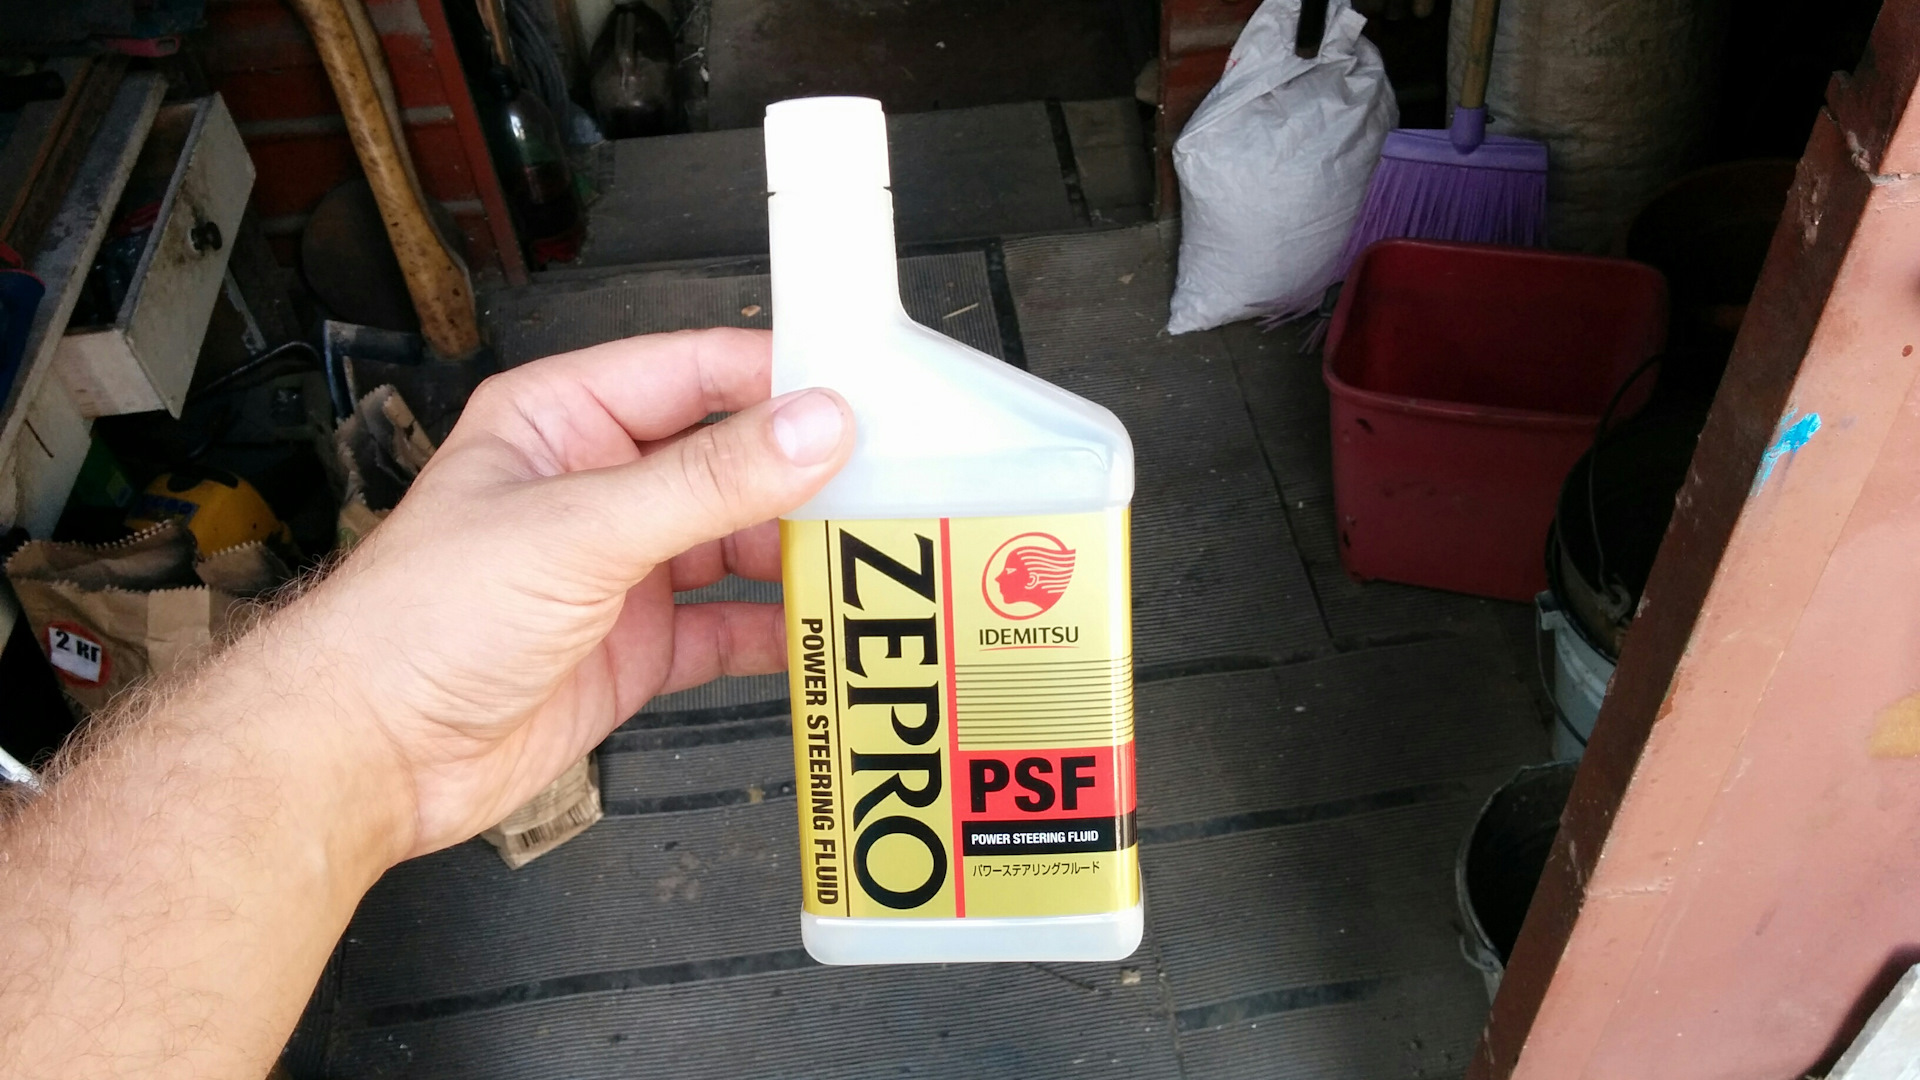 ZEPRO
POWER STEERING FLUID
IDEMITSU
PSF
POWER STEERING FLUID
パワーステアリングフルード
2 кг